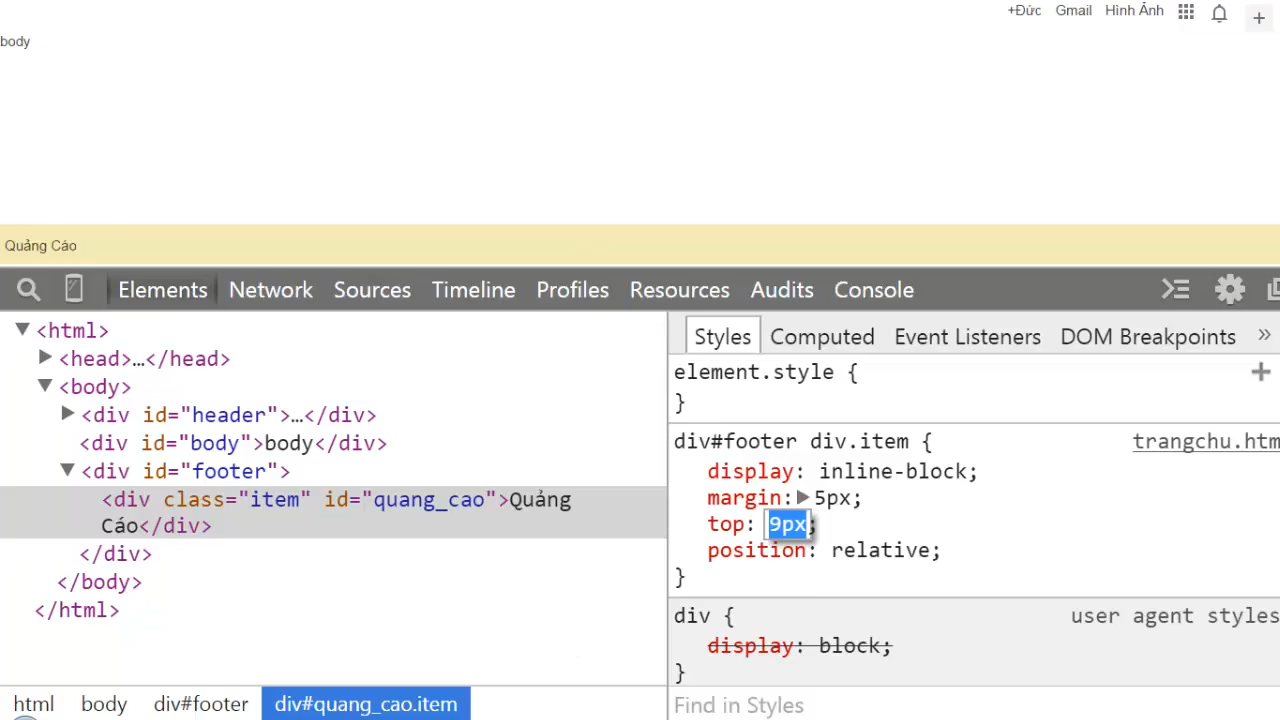 +Đức Gmail Hình Ảnh
body
Quảng Cáo
Elements Network Sources Timeline Profiles Resources Audits Console
<html>
<head>…</head>
<body>
<div id="header">…</div>
<div id="body">body</div>
<div id="footer">
<div class="item" id="quang_cao">Quảng
Cáo</div>
</div>
</body>
</html>
html body div#footer div#quang_cao.item
Styles Computed Event Listeners DOM Breakpoints »
element.style {
}
div#footer div.item { trangchu.htm
display: inline-block;
margin: 5px;
top: 9px;
position: relative;
}
div { user agent styles
display: block;
}
Find in Styles